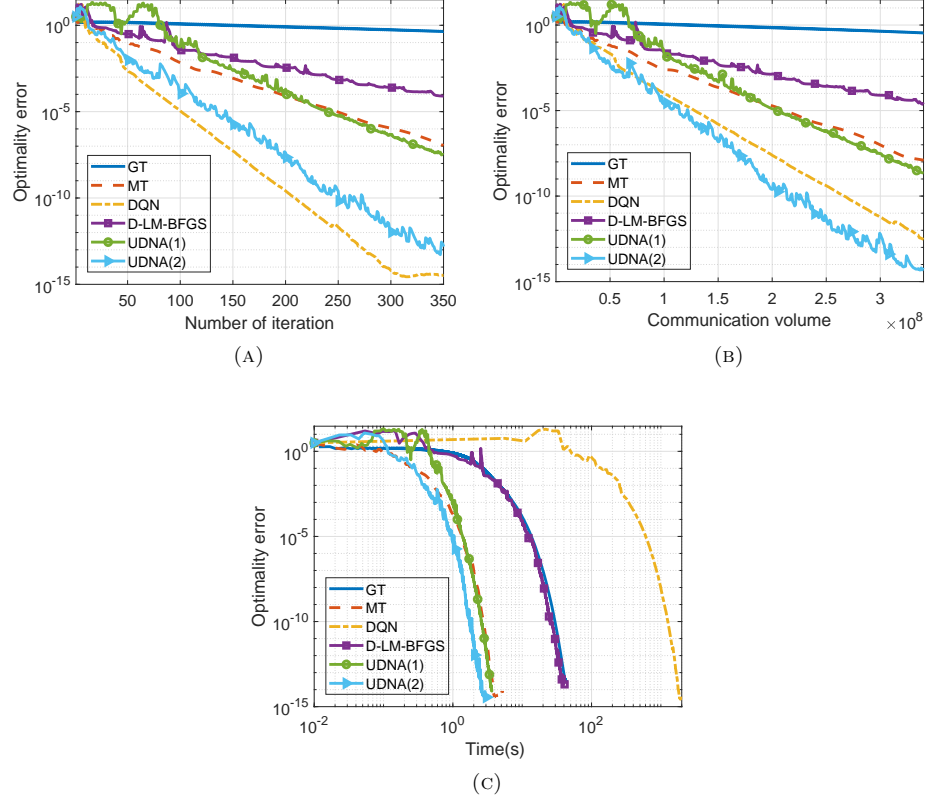 10^0
10^-5
10^-10
10^-15
Optimality error
GT
MT
DQN
D-LM-BFGS
UDNA(1)
UDNA(2)
50 100 150 200 250 300 350
Number of iteration
(A)
10^0
10^-5
10^-10
10^-15
Optimality error
GT
MT
DQN
D-LM-BFGS
UDNA(1)
UDNA(2)
0.5 1 1.5 2 2.5 3
Communication volume
×10^8
(B)
10^0
10^-5
10^-10
10^-15
Optimality error
GT
MT
DQN
D-LM-BFGS
UDNA(1)
UDNA(2)
10^-2 10^0 10^2
Time(s)
(C)